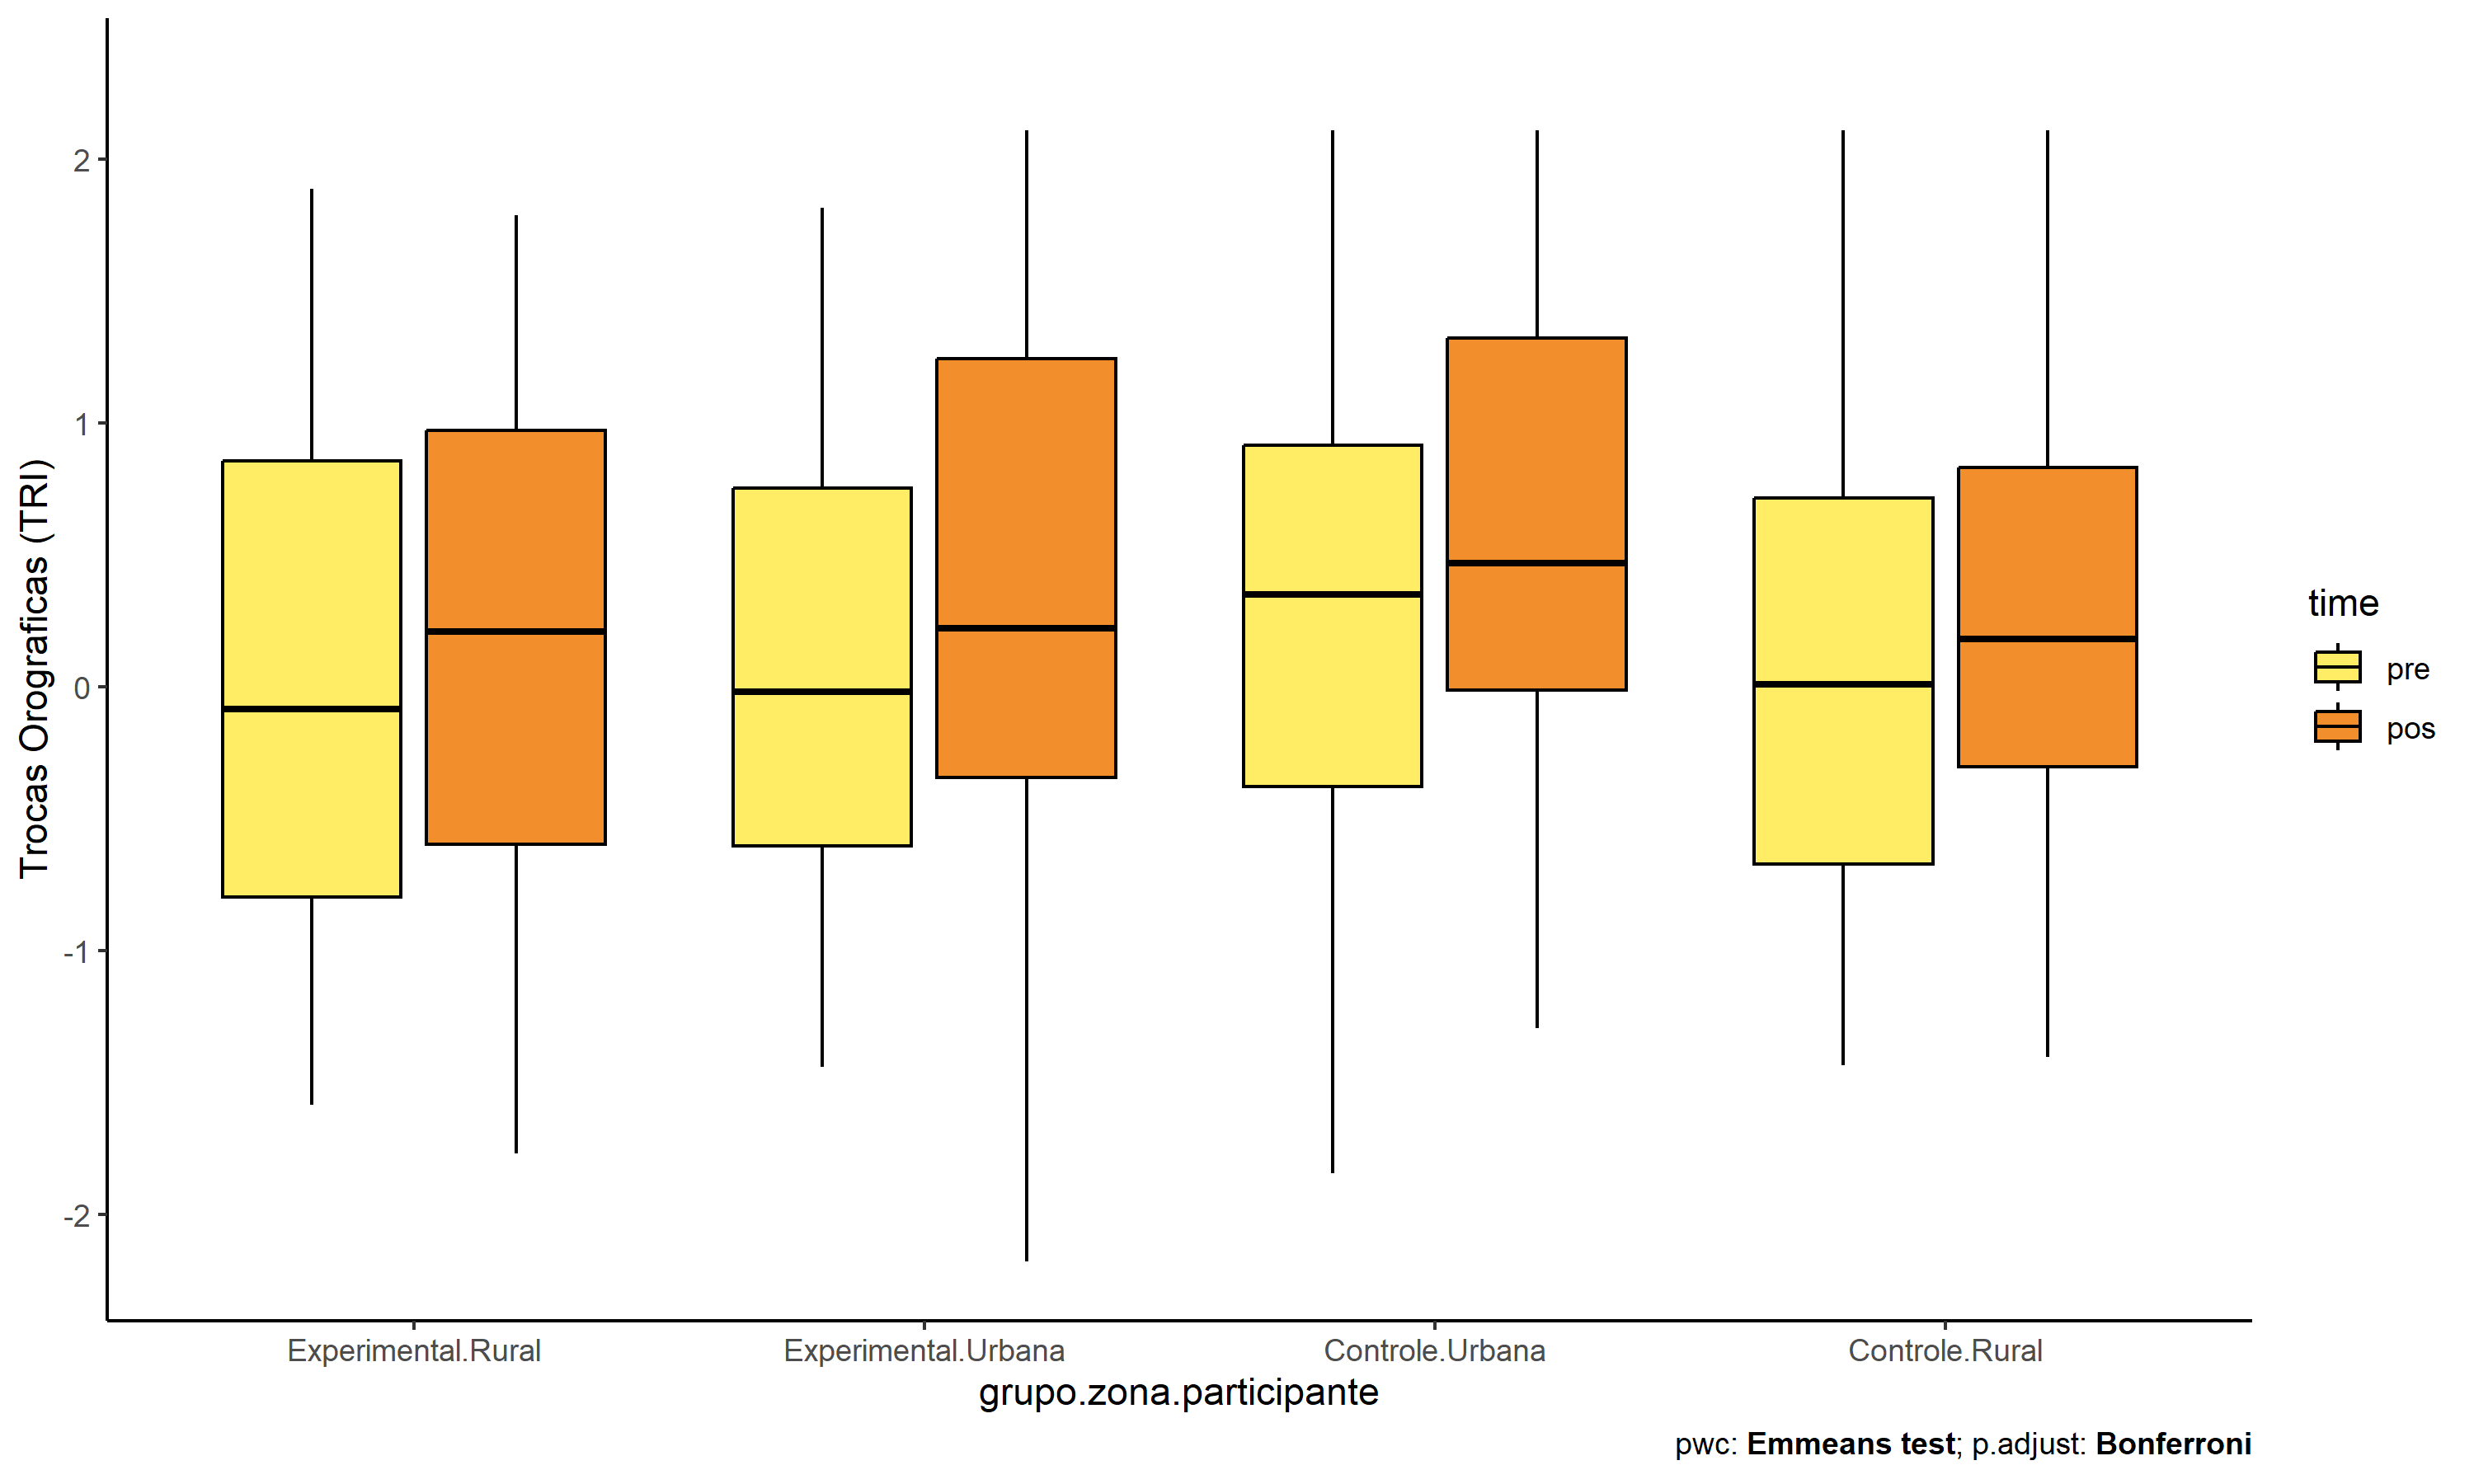 Trocas Orograficas (TRI)
2
1
0
-1
-2
Experimental.Rural
Experimental.Urbana
Controle.Urbana
Controle.Rural
grupo.zona.participante
time
pre
pos
pwc: Emmeans test; p.adjust: Bonferroni